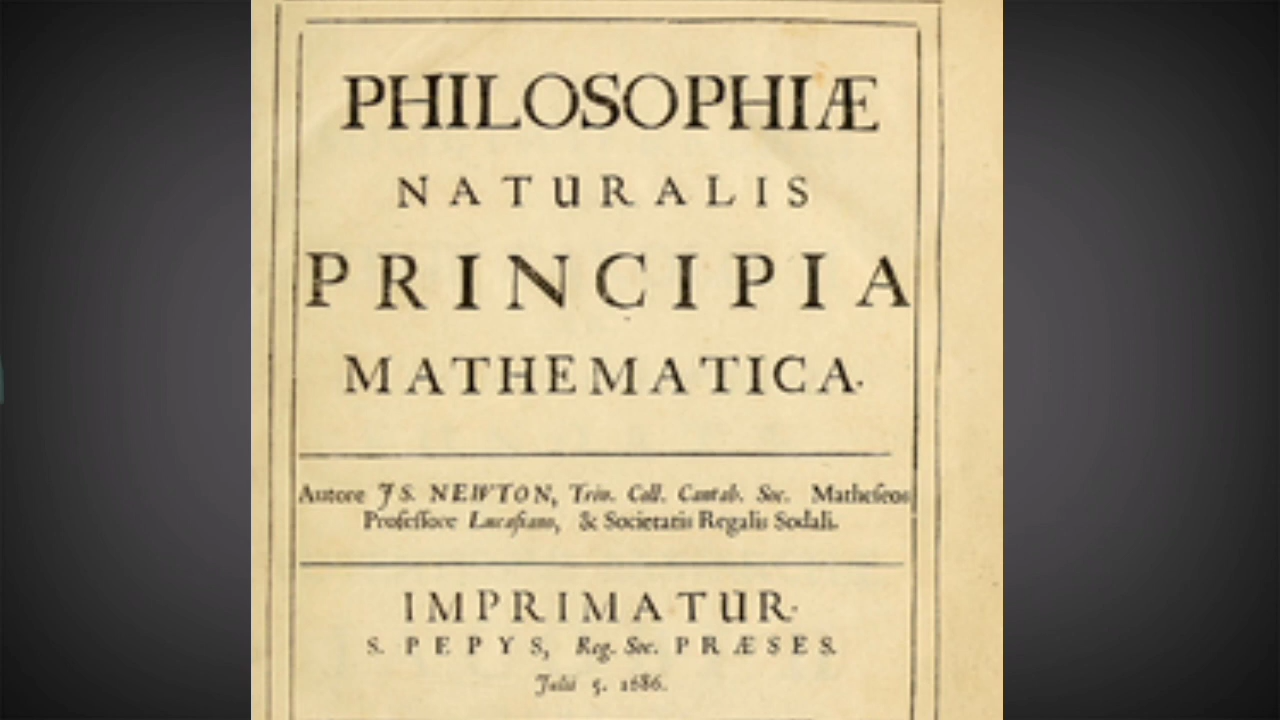 PHILOSOPHIÆ
NATURALIS
PRINCIPIA
MATHEMATICA.
Autore JS. NEWTON, Trin. Coll. Cantab. Soc. Matheſeos
Profeſſore Lucaſiano, & Societatis Regalis Sodali.
IMPRIMATUR.
S. PEPYS, Reg. Soc. PRÆSES.
Julii 5. 1686.